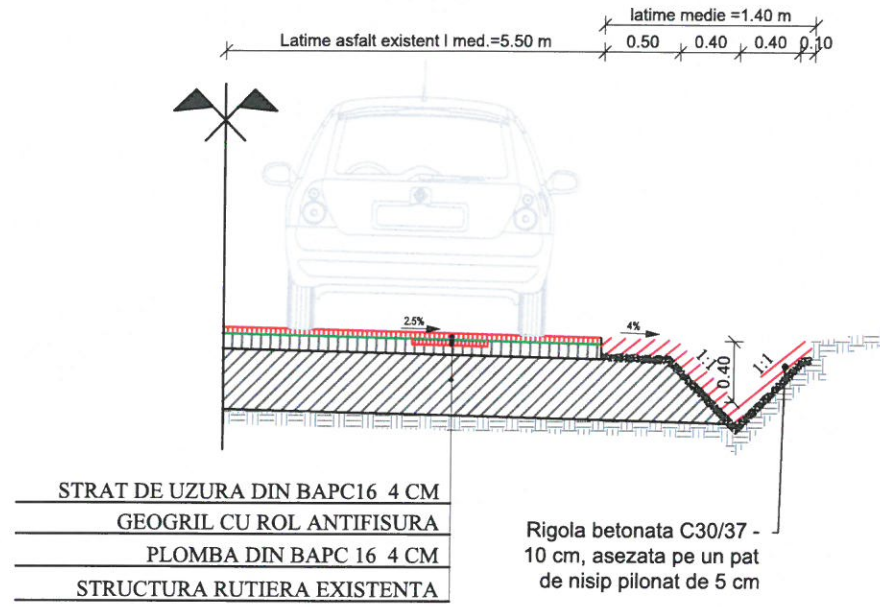 latime medie =1.40 m
Latime asfalt existent l med.=5.50 m
0.50 0.40 0.40 0.10
2.5%
4%
1:1
0.40
1:1
STRAT DE UZURA DIN BAPC16 4 CM
GEOGRIL CU ROL ANTIFISURA
PLOMBA DIN BAPC 16 4 CM
STRUCTURA RUTIERA EXISTENTA
Rigola betonata C30/37 -
10 cm, asezata pe un pat
de nisip pilonat de 5 cm